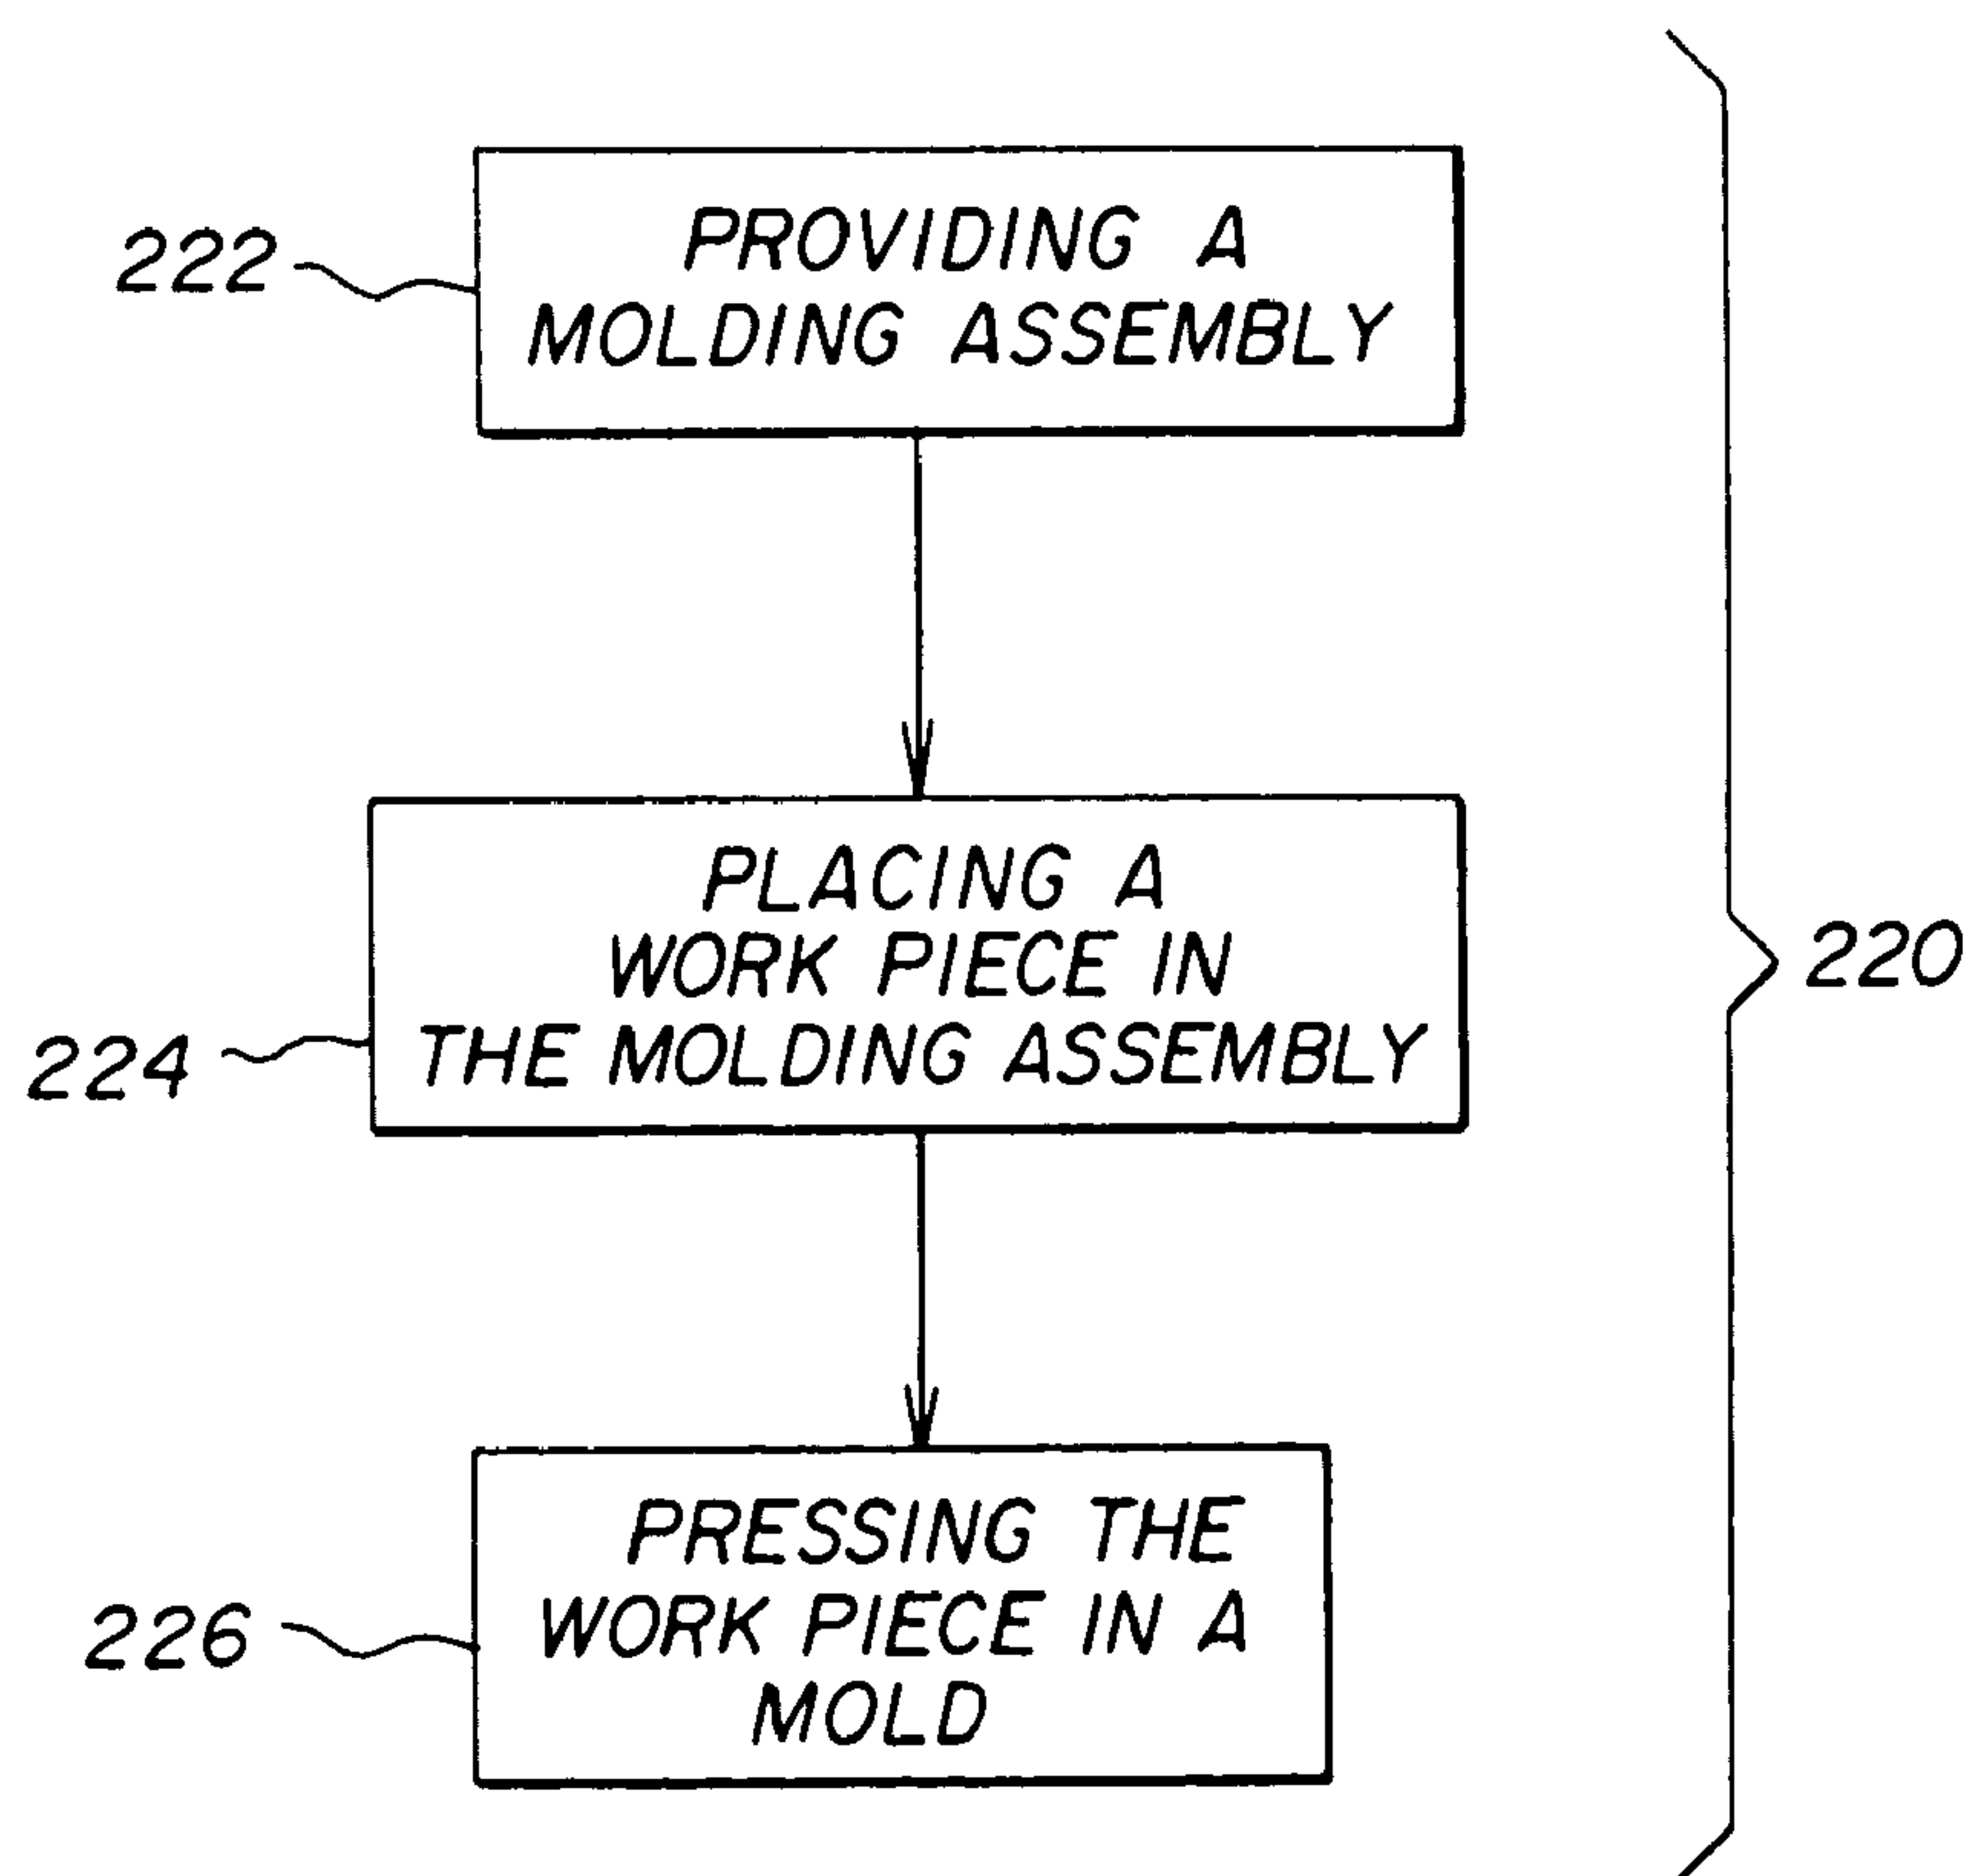 222
PROVIDING A
MOLDING ASSEMBLY
PLACING A
WORK PIECE IN
THE MOLDING ASSEMBLY
224
220
PRESSING THE
WORK PIECE IN A
MOLD
226